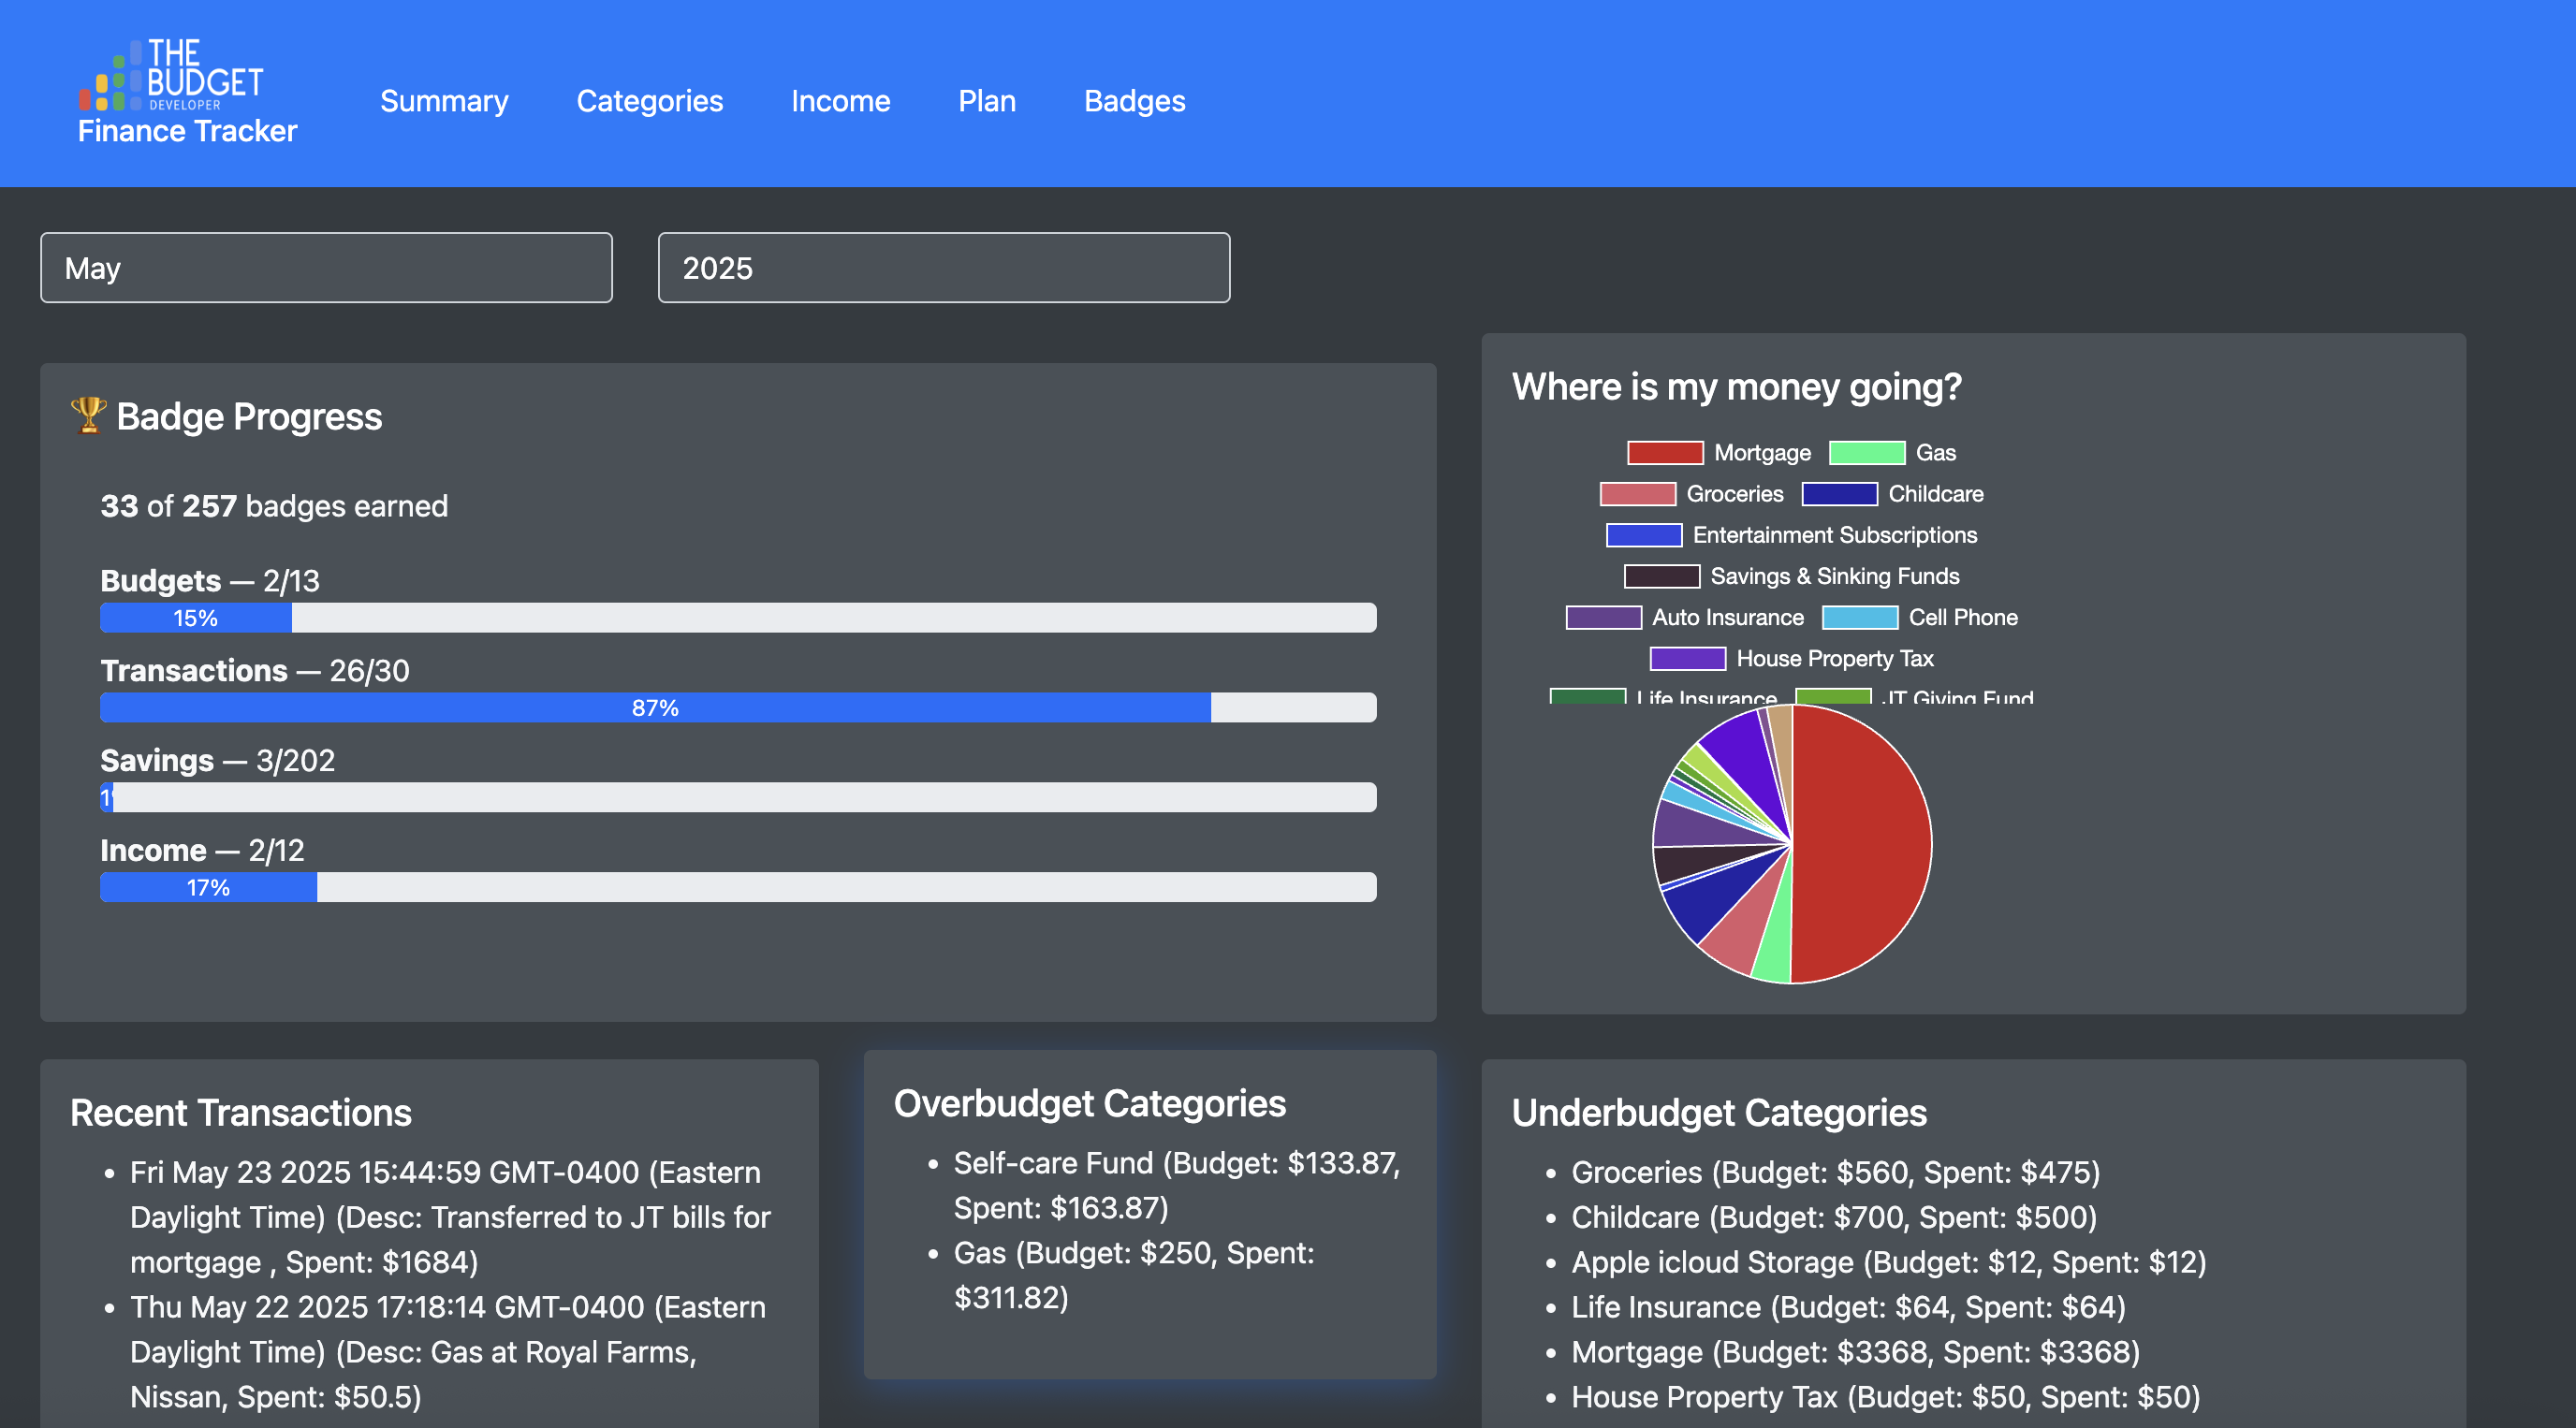 THE
BUDGET
DEVELOPER
Finance Tracker
Summary
Categories
Income
Plan
Badges
May
2025
🏆 Badge Progress
33 of 257 badges earned
Budgets — 2/13
15%
Transactions — 26/30
87%
Savings — 3/202
1%
Income — 2/12
17%
Where is my money going?
Mortgage
Gas
Groceries
Childcare
Entertainment Subscriptions
Savings & Sinking Funds
Auto Insurance
Cell Phone
House Property Tax
Life Insurance
JT Giving Fund
Recent Transactions
• Fri May 23 2025 15:44:59 GMT-0400 (Eastern
Daylight Time) (Desc: Transferred to JT bills for
mortgage , Spent: $1684)
• Thu May 22 2025 17:18:14 GMT-0400 (Eastern
Daylight Time) (Desc: Gas at Royal Farms,
Nissan, Spent: $50.5)
Overbudget Categories
• Self-care Fund (Budget: $133.87,
Spent: $163.87)
• Gas (Budget: $250, Spent:
$311.82)
Underbudget Categories
• Groceries (Budget: $560, Spent: $475)
• Childcare (Budget: $700, Spent: $500)
• Apple icloud Storage (Budget: $12, Spent: $12)
• Life Insurance (Budget: $64, Spent: $64)
• Mortgage (Budget: $3368, Spent: $3368)
• House Property Tax (Budget: $50, Spent: $50)